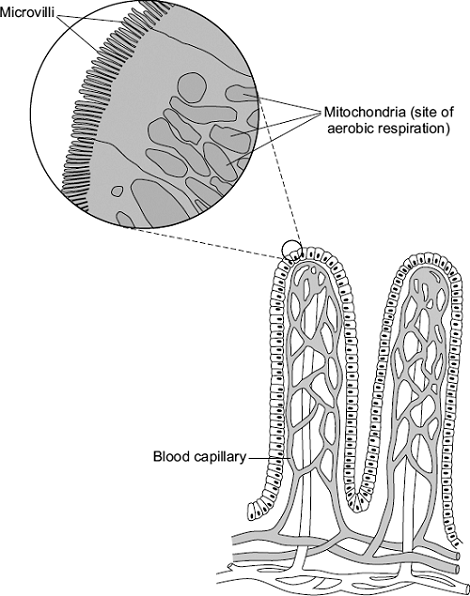 Microvilli
Mitochondria (site of
aerobic respiration)
Blood capillary